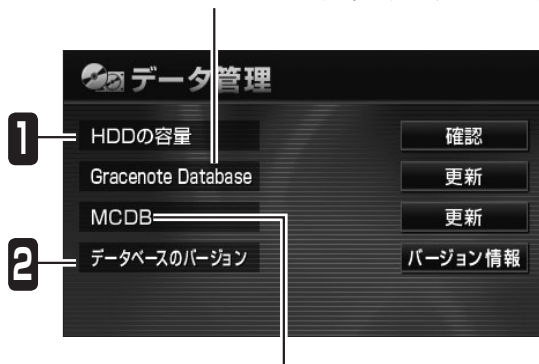 データ管理
1 HDDの容量 確認
Gracenote Database 更新
MCDB 更新
2 データベースのバージョン バージョン情報